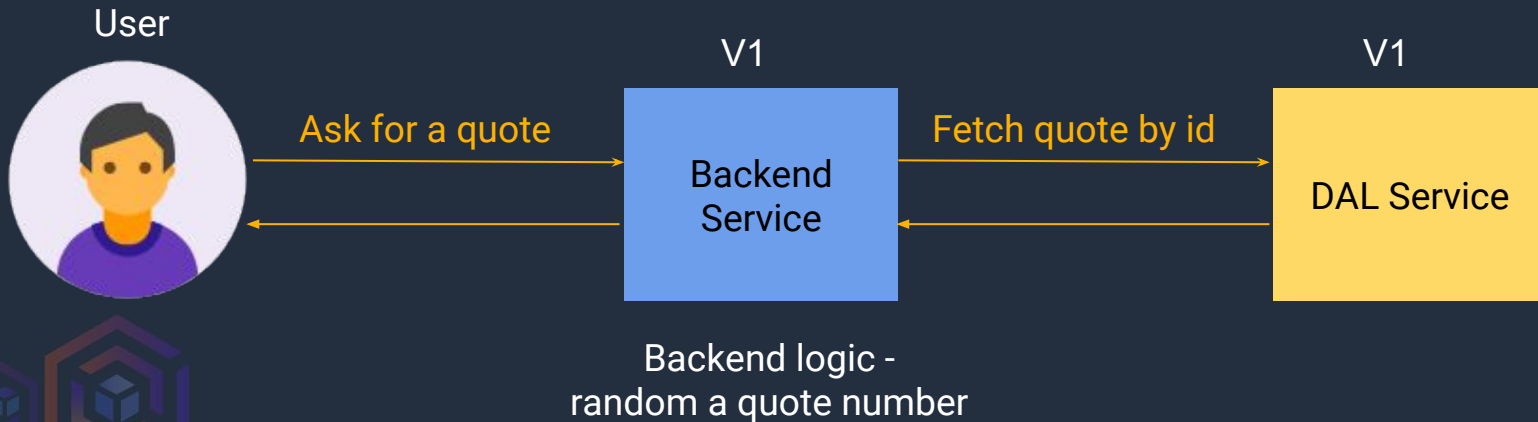 User
V1
V1
Ask for a quote
Fetch quote by id
Backend
Service
DAL Service
Backend logic -
random a quote number